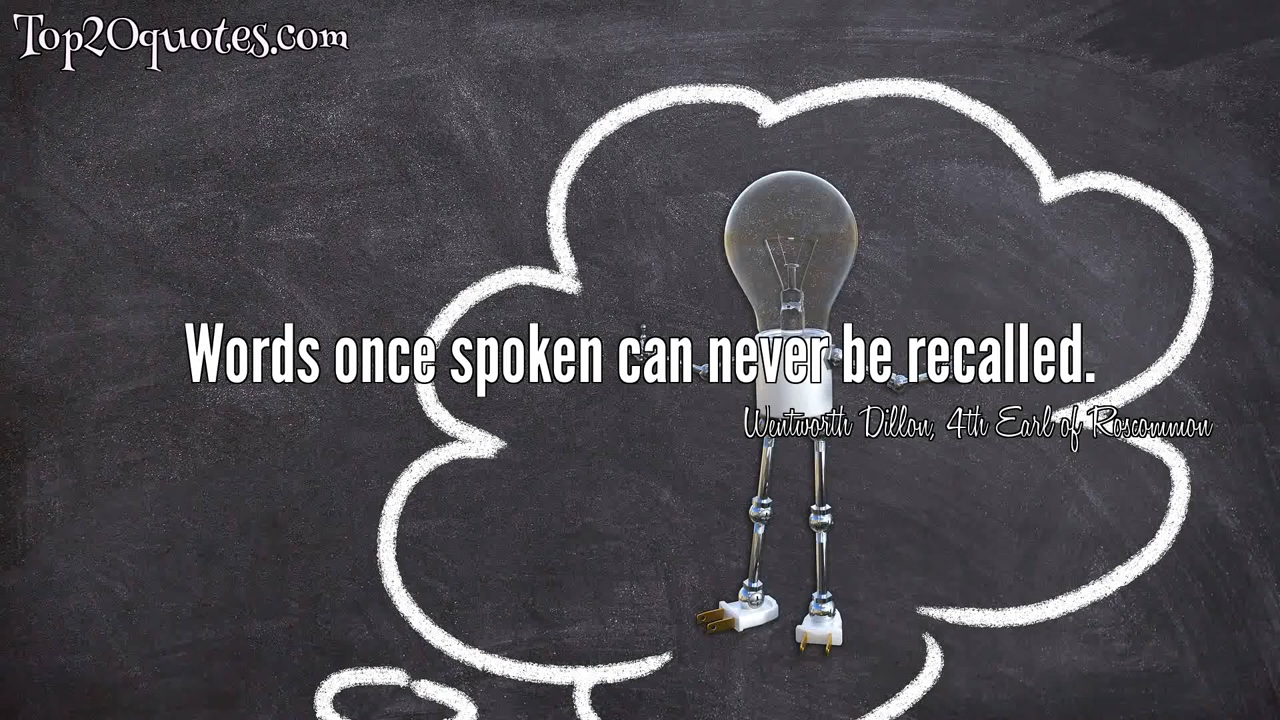 Top20quotes.com
Words once spoken can never be recalled.
Wentworth Dillon, 4th Earl of Roscommon